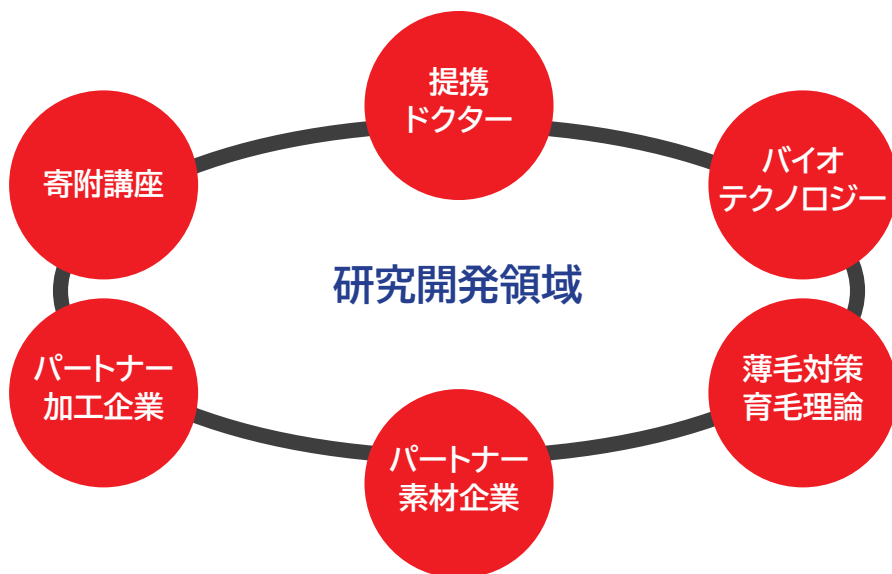 提携
ドクター
寄附講座
バイオ
テクノロジー
研究開発領域
パートナー
加工企業
薄毛対策
育毛理論
パートナー
素材企業